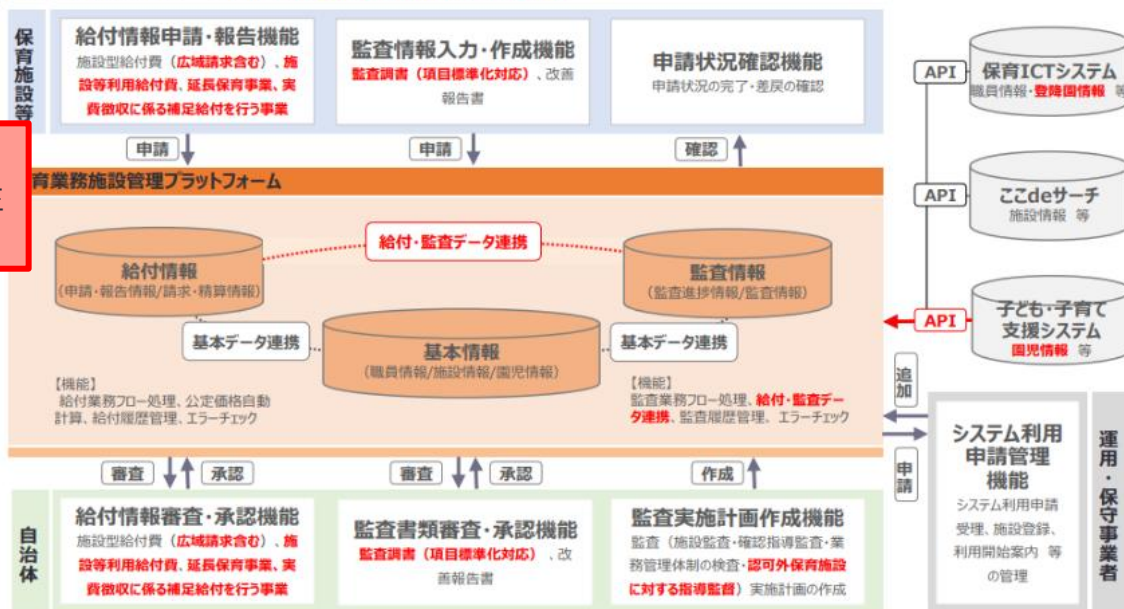 保育施設等
給付情報申請・報告機能
施設型給付費（広域請求含む）、施
設等利用給付費、延長保育事業、実
費徴収に係る補足給付を行う事業
監査情報入力・作成機能
監査調書（項目標準化対応）、改善
報告書
申請状況確認機能
申請状況の完了・差戻の確認
申請
申請
確認
育業務施設管理プラットフォーム
給付・監査データ連携
給付情報
（申請・報告情報/請求・精算情報）
監査情報
（監査進捗情報/監査情報）
基本データ連携
基本情報
（職員情報/施設情報/園児情報）
基本データ連携
【機能】
給付業務フロー処理、公定価格自動
計算、給付履歴管理、エラーチェック
【機能】
監査業務フロー処理、給付・監査デー
タ連携、監査履歴管理、エラーチェック
審査
承認
審査
承認
作成
自治体
給付情報審査・承認機能
施設型給付費（広域請求含む）、施
設等利用給付費、延長保育事業、実
費徴収に係る補足給付を行う事業
監査書類審査・承認機能
監査調書（項目標準化対応）、改
善報告書
監査実施計画作成機能
監査（施設監査・確認指導監査・業
務管理体制の検査・認可外保育施設
に対する指導監督）実施計画の作成
API
保育ICTシステム
職員情報・登降園情報 等
API
ここdeサーチ
施設情報 等
API
子ども・子育て
支援システム
園児情報 等
追加
申請
システム利用
申請管理
機能
システム利用申請
受理、施設登録、
利用開始案内 等
の管理
運用・保守事業者